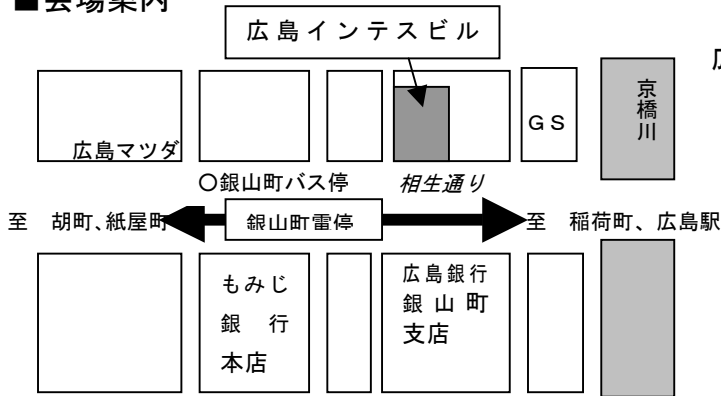 ■会場案内
広島インテスビル
広島マツダ
GS
京橋川
〇銀山町バス停
相生通り
至 胡町、紙屋町
銀山町電停
至 稲荷町、広島駅
もみじ
銀行
本店
広島銀行
銀山町
支店